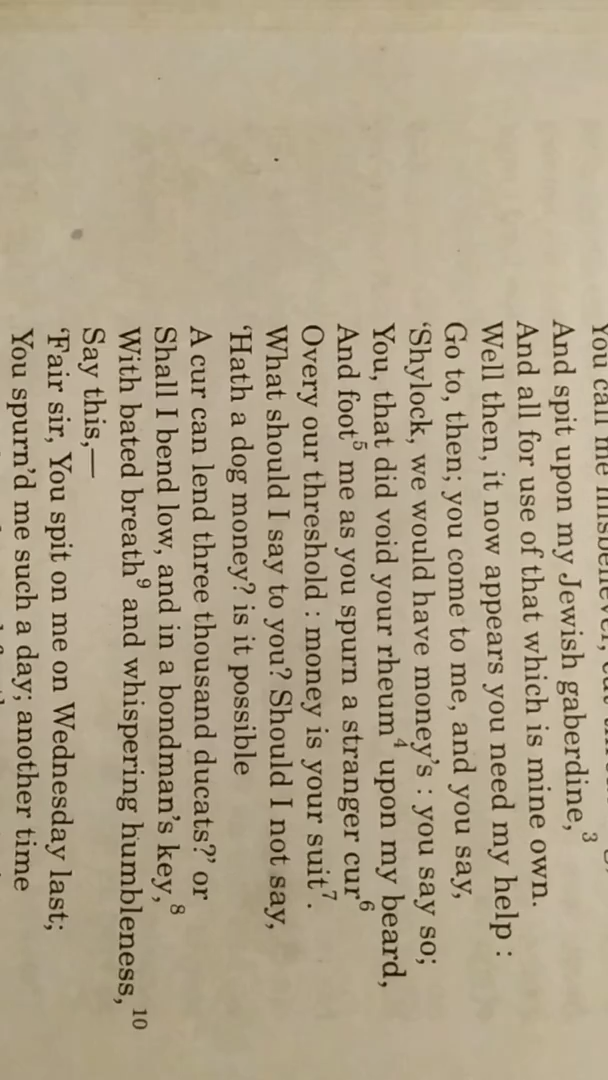 You call me misbeliever,
And spit upon my Jewish gaberdine, 3
And all for use of that which is mine own.
Well then, it now appears you need my help :
Go to, then; you come to me, and you say,
‘Shylock, we would have money's : you say so;
You, that did void your rheum4 upon my beard,
And foot5 me as you spurn a stranger cur6
Overy our threshold : money is your suit7.
What should I say to you? Should I not say,
‘Hath a dog money? is it possible
A cur can lend three thousand ducats?’ or
Shall I bend low, and in a bondman's key,8
With bated breath9 and whispering humbleness, 10
Say this,—
‘Fair sir, You spit on me on Wednesday last;
You spurn'd me such a day; another time